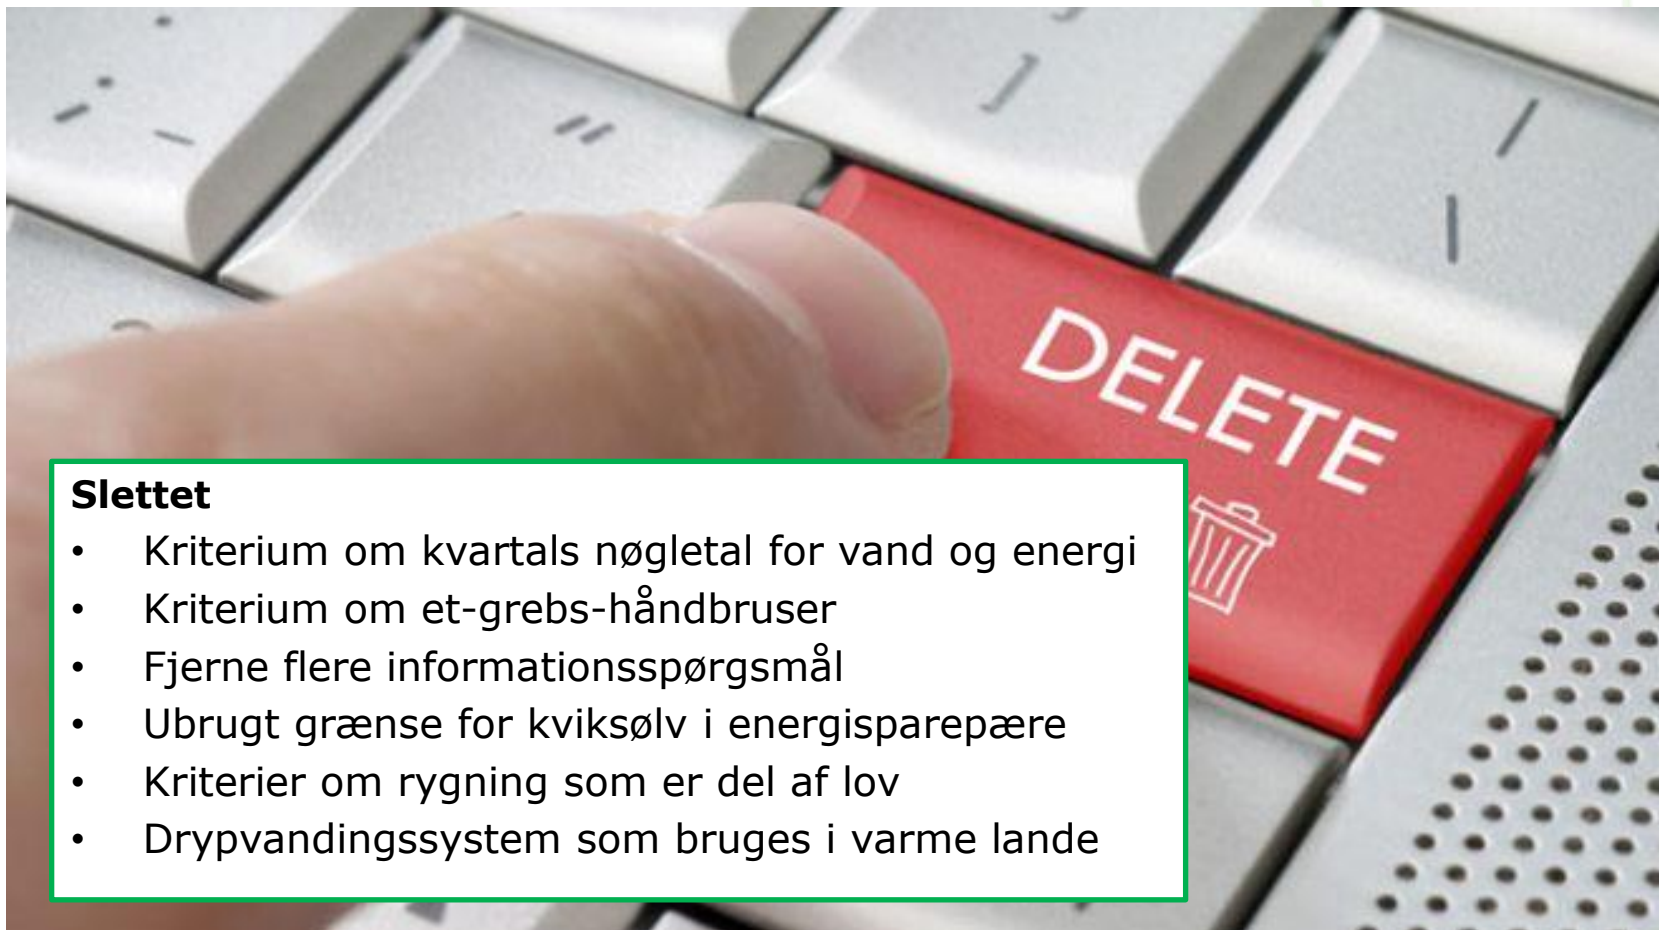 DELETE
Slettet
• Kriterium om kvartals nøgletal for vand og energi
• Kriterium om et-grebs-håndbruser
• Fjerne flere informationsspørgsmål
• Ubrugt grænse for kviksølv i energisparepære
• Kriterier om rygning som er del af lov
• Drypvandingssystem som bruges i varme lande